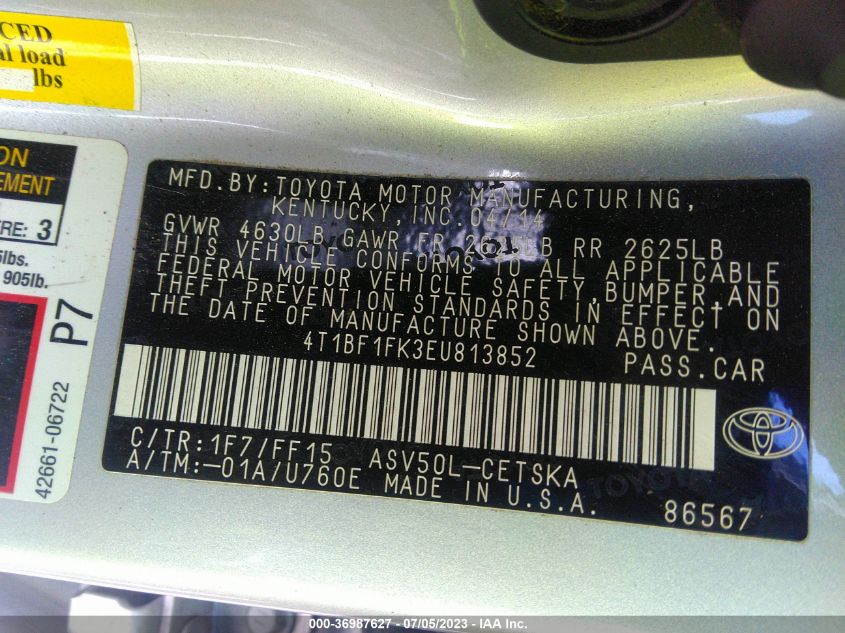 CED
al load
lbs
ON
EMENT
RE: 3
5lbs.
905lb.
P7
42661-06722
MFD.BY:TOYOTA MOTOR MANUFACTURING,
KENTUCKY,INC.04/14
GVWR 4630LB GAWR FR 2625LB RR 2625LB
THIS VEHICLE CONFORMS TO ALL APPLICABLE
FEDERAL MOTOR VEHICLE SAFETY,BUMPER,AND
THEFT PREVENTION STANDARDS IN EFFECT ON
THE DATE OF MANUFACTURE SHOWN ABOVE.
4T1BF1FK3EU813852 PASS.CAR
C/TR:1F7/FF15 ASV50L-CETSKA
A/TM:-01A/U760E MADE IN U.S.A. 86567
000-36987627 - 07/05/2023 - IAA Inc.